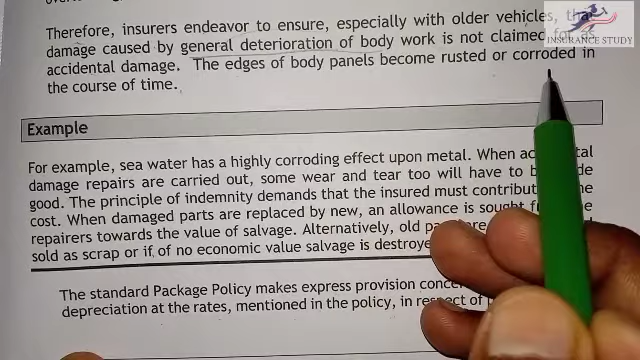 Therefore, insurers endeavor to ensure, especially with older vehicles,
damage caused by general deterioration of body work is not claimed for as
accidental damage. The edges of body panels become rusted or corroded in
the course of time.
INSURANCE STUDY
Example
For example, sea water has a highly corroding effect upon metal. When
damage repairs are carried out, some wear and tear too will have to
good. The principle of indemnity demands that the insured must
cost. When damaged parts are replaced by new, an allowance is sought
repairers towards the value of salvage. Alternatively, old
sold as scrap or if, of no economic value salvage is
The standard Package Policy makes express provision
depreciation at the rates, mentioned in the policy, in respect of